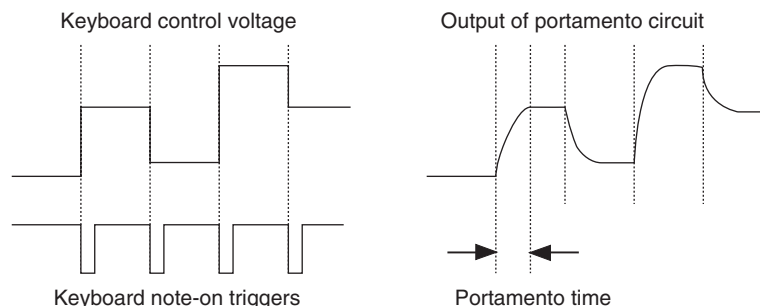 Keyboard control voltage
Output of portamento circuit
Keyboard note-on triggers
Portamento time